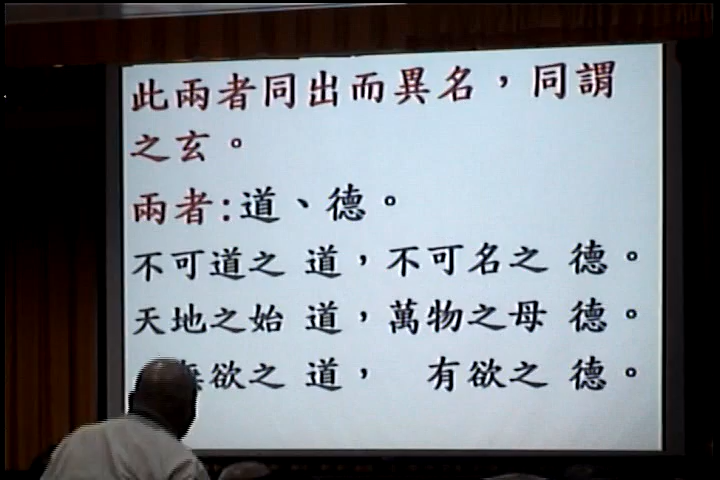 此兩者同出而異名，同謂
之玄。
兩者:道、德。
不可道之 道，不可名之 德。
天地之始 道，萬物之母 德。
無欲之 道， 有欲之 德。